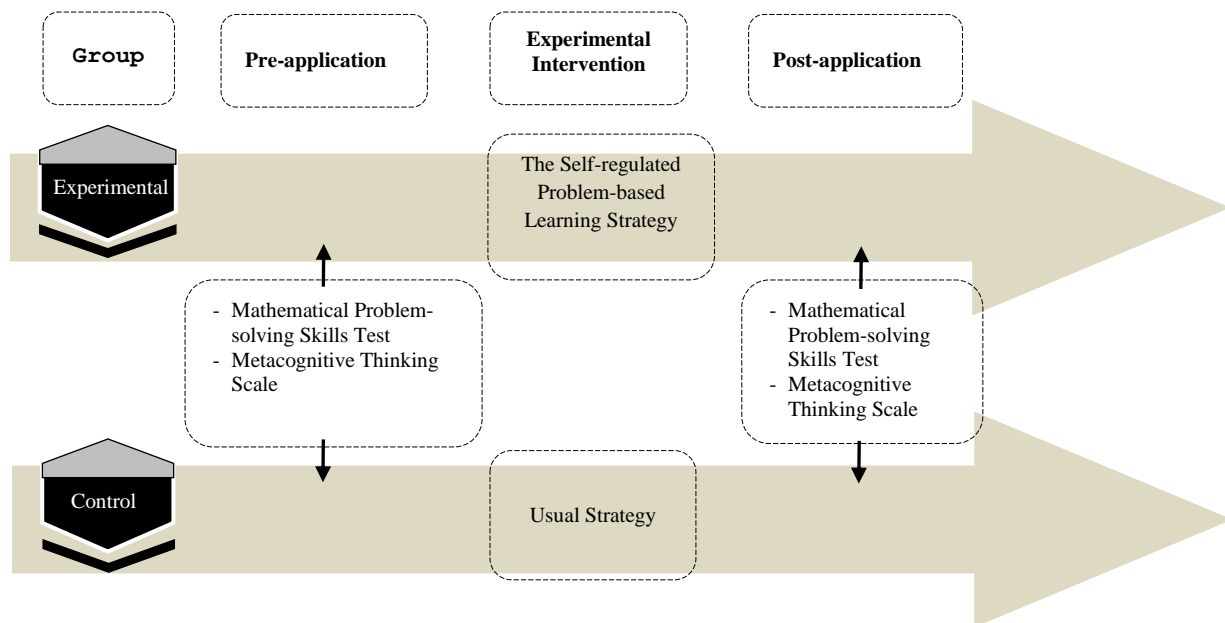 Group
Pre-application
Experimental
Intervention
Post-application
Experimental
The Self-regulated
Problem-based
Learning Strategy
- Mathematical Problem-
solving Skills Test
- Metacognitive Thinking
Scale
- Mathematical
Problem-solving
Skills Test
- Metacognitive
Thinking Scale
Control
Usual Strategy